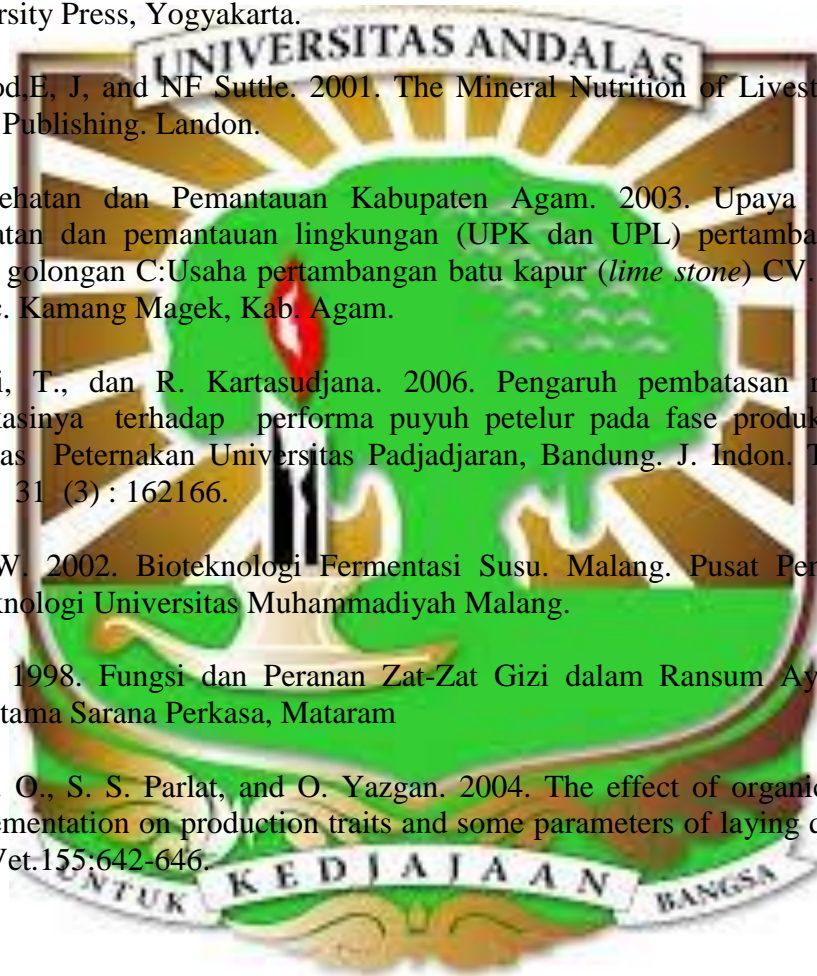 rsity Press, Yogyakarta.
UNIVERSITAS ANDALAS
od,E, J, and NF Suttle. 2001. The Mineral Nutrition of Livest
Publishing. Landon.
ehatan dan Pemantauan Kabupaten Agam. 2003. Upaya
atan dan pemantauan lingkungan (UPK dan UPL) pertamba
golongan C:Usaha pertambangan batu kapur (lime stone) CV.
c. Kamang Magek, Kab. Agam.
i, T., dan R. Kartasudjana. 2006. Pengaruh pembatasan
kasinya terhadap performa puyuh petelur pada fase produk
as Peternakan Universitas Padjadjaran, Bandung. J. Indon. T
31 (3) : 162166.
W. 2002. Bioteknologi Fermentasi Susu. Malang. Pusat Pen
knologi Universitas Muhammadiyah Malang.
1998. Fungsi dan Peranan Zat-Zat Gizi dalam Ransum Ay
tama Sarana Perkasa, Mataram
O., S. S. Parlat, and O. Yazgan. 2004. The effect of organic
ementation on production traits and some parameters of laying
Vet.155:642-646.
UNTUK KEDJAJAAN BANGSA